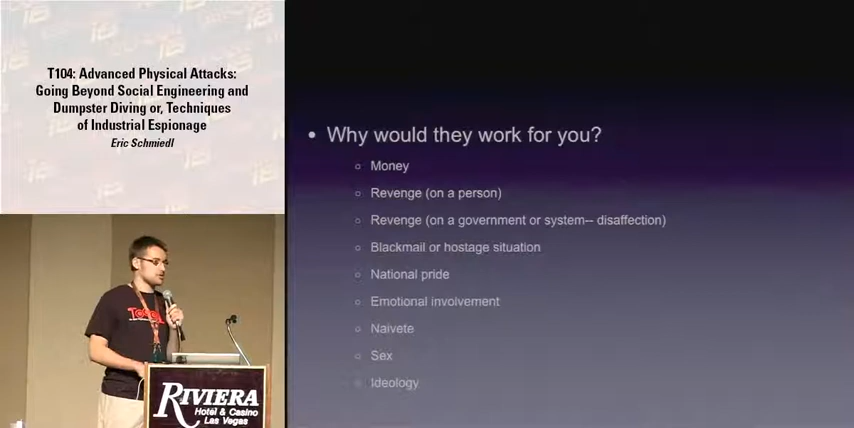 T104: Advanced Physical Attacks:
Going Beyond Social Engineering and
Dumpster Diving or, Techniques
of Industrial Espionage
Eric Schmiedl
• Why would they work for you?
○ Money
○ Revenge (on a person)
○ Revenge (on a government or system-- disaffection)
○ Blackmail or hostage situation
○ National pride
○ Emotional involvement
○ Naivete
○ Sex
○ Ideology
RIVIERA
Hotel & Casino
Las Vegas